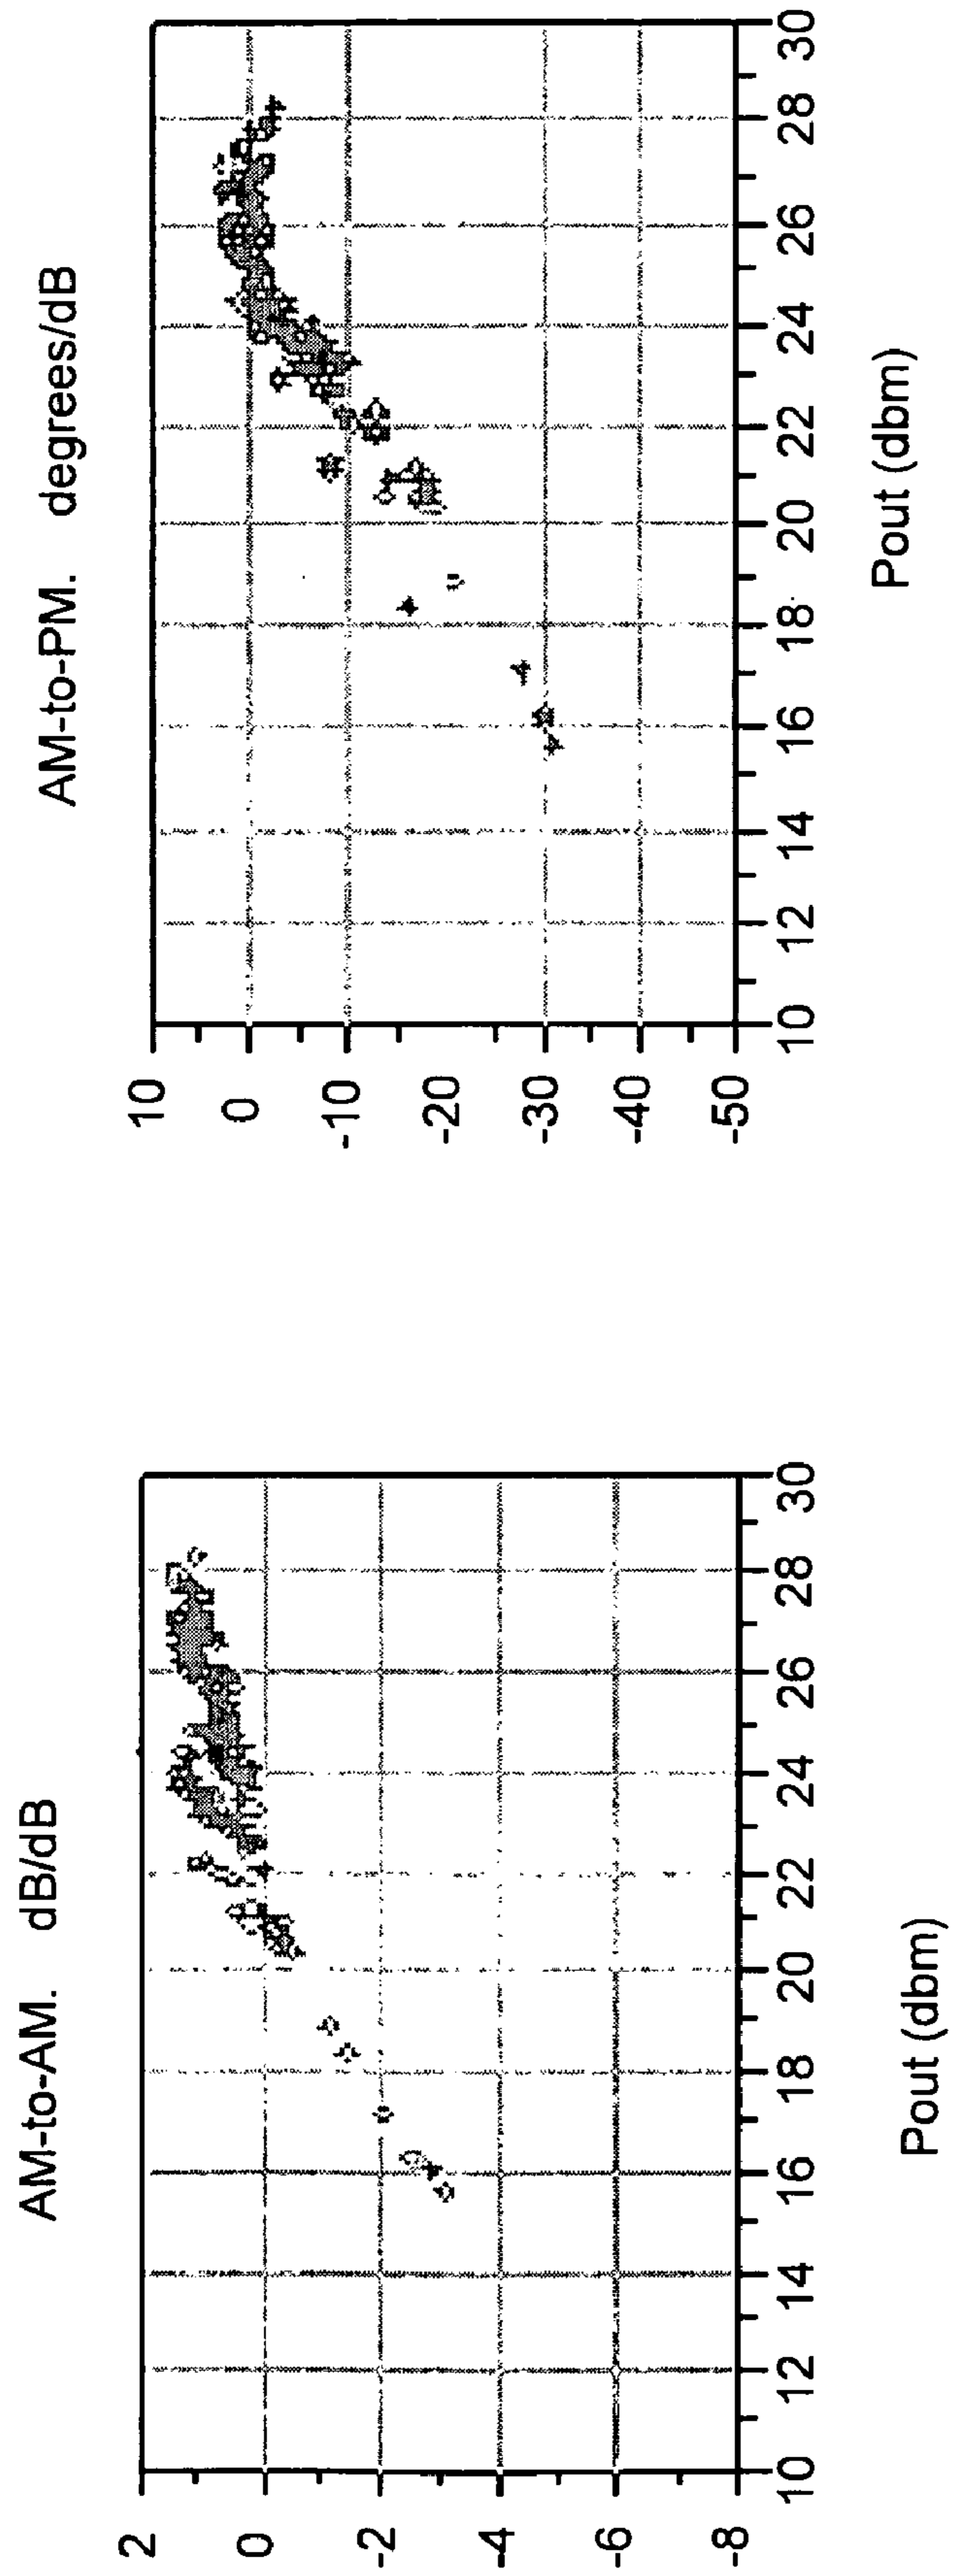 AM-to-AM. dB/dB
2
0
-2
-4
-6
-8
10 12 14 16 18 20 22 24 26 28 30
Pout (dbm)
AM-to-PM. degrees/dB
10
0
-10
-20
-30
-40
-50
10 12 14 16 18 20 22 24 26 28 30
Pout (dbm)